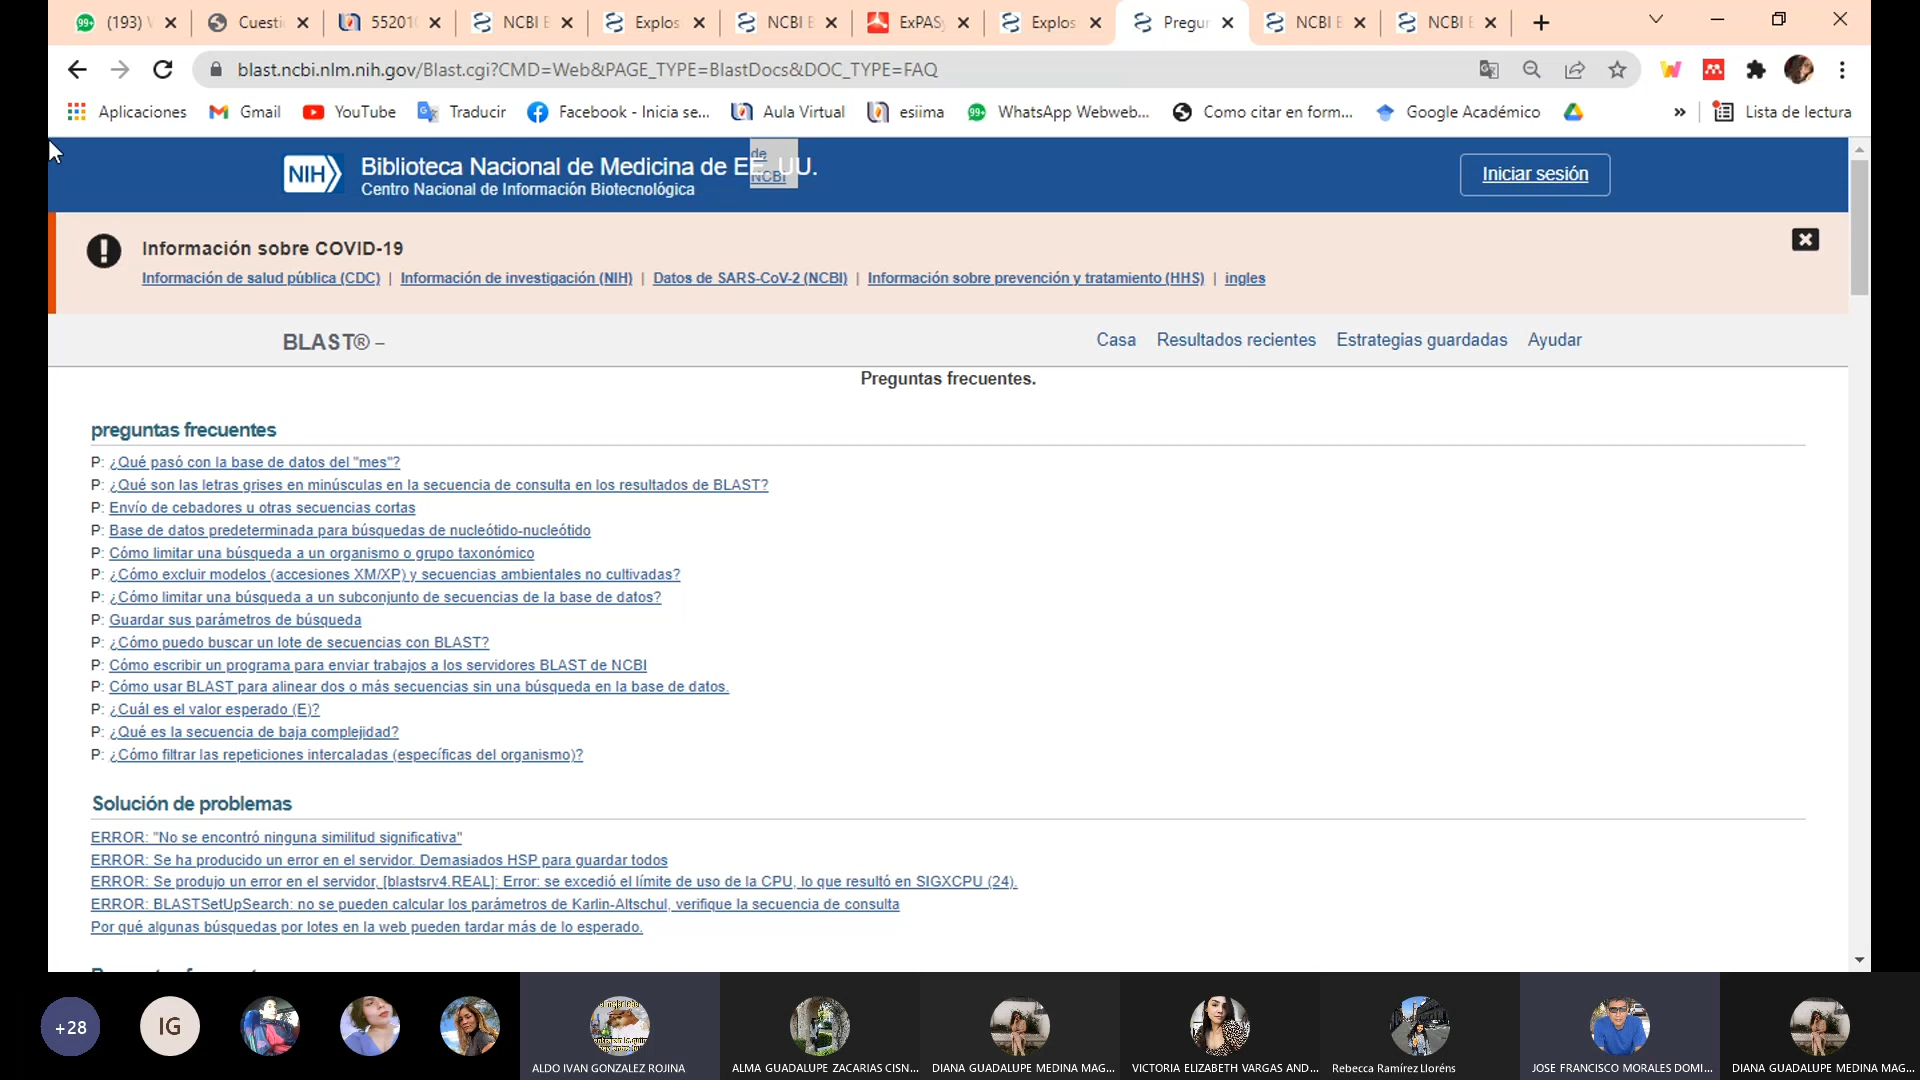 (193)
Cuesti
55201
NCBI
Explos
NCBI
ExPAS
Explos
Pregur
NCBI
NCBI
blast.ncbi.nlm.nih.gov/Blast.cgi?CMD=Web&PAGE_TYPE=BlastDocs&DOC_TYPE=FAQ
Aplicaciones Gmail YouTube Traducir Facebook - Inicia se... Aula Virtual esiima WhatsApp Webweb... Como citar en form... Google Académico » Lista de lectura
NIH Biblioteca Nacional de Medicina de EE. UU.
Centro Nacional de Información Biotecnológica
de
NCBI
Iniciar sesión
Información sobre COVID-19
Información de salud pública (CDC) | Información de investigación (NIH) | Datos de SARS-CoV-2 (NCBI) | Información sobre prevención y tratamiento (HHS) | ingles
BLAST® –
Casa Resultados recientes Estrategias guardadas Ayudar
Preguntas frecuentes.
preguntas frecuentes
P: ¿Qué pasó con la base de datos del "mes"?
P: ¿Qué son las letras grises en minúsculas en la secuencia de consulta en los resultados de BLAST?
P: Envío de cebadores u otras secuencias cortas
P: Base de datos predeterminada para búsquedas de nucleótido-nucleótido
P: Cómo limitar una búsqueda a un organismo o grupo taxonómico
P: ¿Cómo excluir modelos (accesiones XM/XP) y secuencias ambientales no cultivadas?
P: ¿Cómo limitar una búsqueda a un subconjunto de secuencias de la base de datos?
P: Guardar sus parámetros de búsqueda
P: ¿Cómo puedo buscar un lote de secuencias con BLAST?
P: Cómo escribir un programa para enviar trabajos a los servidores BLAST de NCBI
P: Cómo usar BLAST para alinear dos o más secuencias sin una búsqueda en la base de datos.
P: ¿Cuál es el valor esperado (E)?
P: ¿Qué es la secuencia de baja complejidad?
P: ¿Cómo filtrar las repeticiones intercaladas (específicas del organismo)?
Solución de problemas
ERROR: "No se encontró ninguna similitud significativa"
ERROR: Se ha producido un error en el servidor. Demasiados HSP para guardar todos
ERROR: Se produjo un error en el servidor, [blastsrv4.REAL]: Error: se excedió el límite de uso de la CPU, lo que resultó en SIGXCPU (24).
ERROR: BLASTSetUpSearch: no se pueden calcular los parámetros de Karlin-Altschul, verifique la secuencia de consulta
Por qué algunas búsquedas por lotes en la web pueden tardar más de lo esperado.
+28
IG
ALDO IVAN GONZALEZ ROJINA
ALMA GUADALUPE ZACARIAS CISN...
DIANA GUADALUPE MEDINA MAG...
VICTORIA ELIZABETH VARGAS AND...
Rebecca Ramírez Lloréns
JOSE FRANCISCO MORALES DOMI...
DIANA GUADALUPE MEDINA MAG...